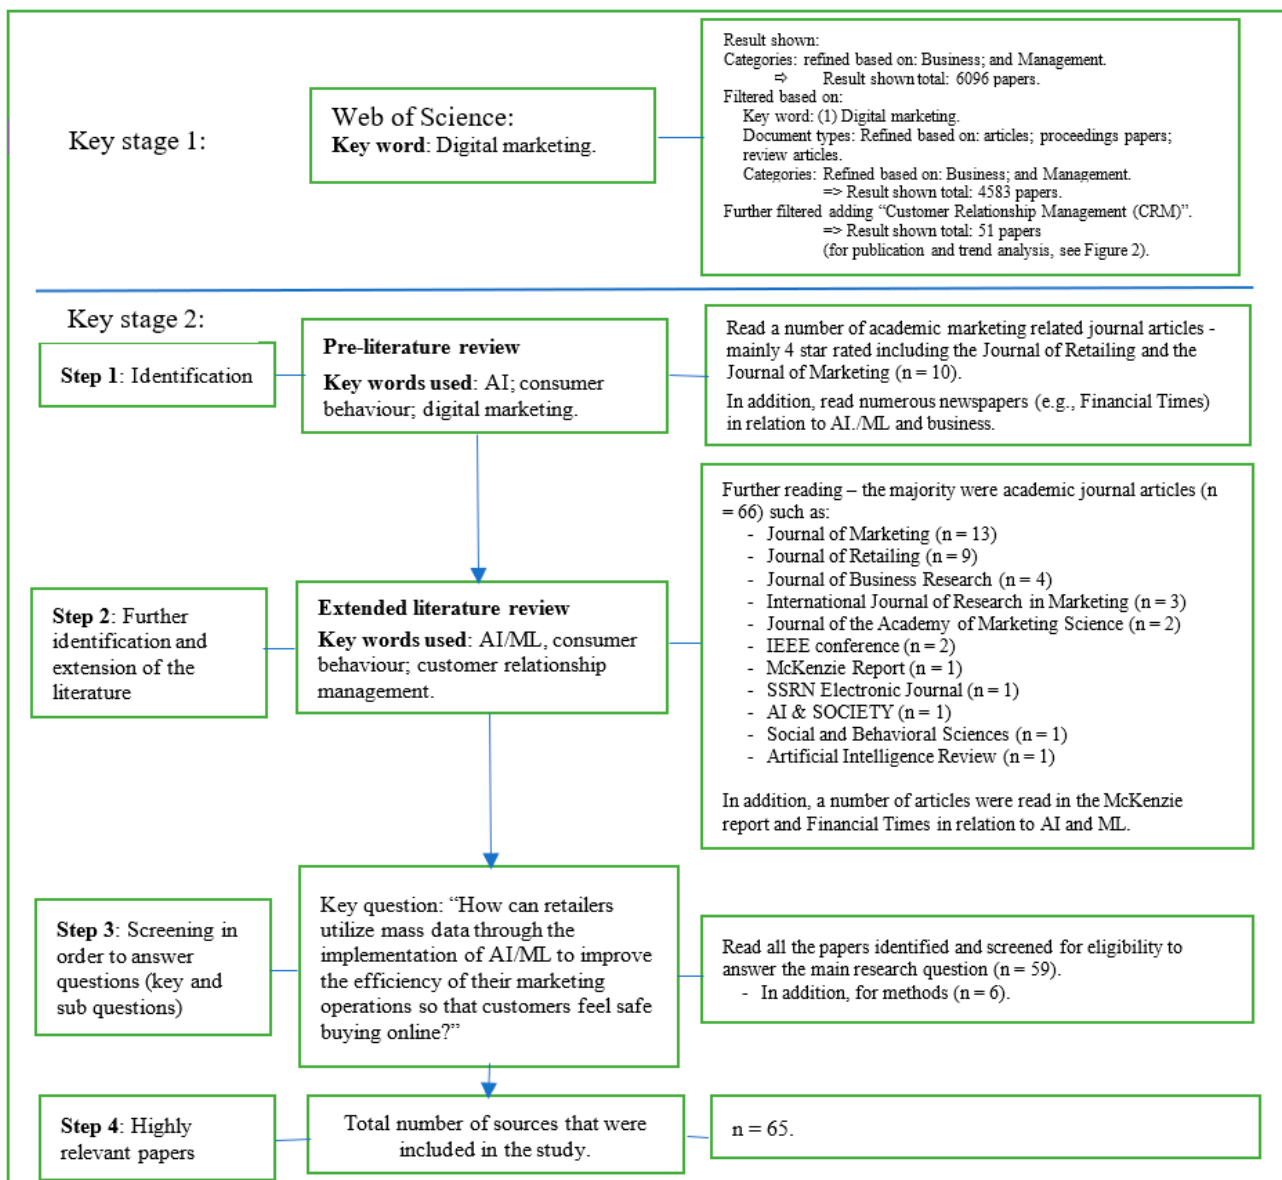 Key stage 1:
Web of Science:
Key word: Digital marketing.
Result shown:
Categories: refined based on: Business; and Management.
⇨ Result shown total: 6096 papers.
Filtered based on:
Key word: (1) Digital marketing.
Document types: Refined based on: articles; proceedings papers;
review articles.
Categories: Refined based on: Business; and Management.
=> Result shown total: 4583 papers.
Further filtered adding “Customer Relationship Management (CRM)”.
=> Result shown total: 51 papers
(for publication and trend analysis, see Figure 2).
Key stage 2:
Step 1: Identification
Pre-literature review
Key words used: AI; consumer
behaviour; digital marketing.
Read a number of academic marketing related journal articles -
mainly 4 star rated including the Journal of Retailing and the
Journal of Marketing (n = 10).
In addition, read numerous newspapers (e.g., Financial Times)
in relation to AI./ML and business.
Step 2: Further
identification and
extension of the
literature
Extended literature review
Key words used: AI/ML, consumer
behaviour; customer relationship
management.
Further reading – the majority were academic journal articles (n
= 66) such as:
- Journal of Marketing (n = 13)
- Journal of Retailing (n = 9)
- Journal of Business Research (n = 4)
- International Journal of Research in Marketing (n = 3)
- Journal of the Academy of Marketing Science (n = 2)
- IEEE conference (n = 2)
- McKenzie Report (n = 1)
- SSRN Electronic Journal (n = 1)
- AI & SOCIETY (n = 1)
- Social and Behavioral Sciences (n = 1)
- Artificial Intelligence Review (n = 1)
In addition, a number of articles were read in the McKenzie
report and Financial Times in relation to AI and ML.
Step 3: Screening in
order to answer
questions (key and
sub questions)
Key question: “How can retailers
utilize mass data through the
implementation of AI/ML to improve
the efficiency of their marketing
operations so that customers feel safe
buying online?”
Read all the papers identified and screened for eligibility to
answer the main research question (n = 59).
- In addition, for methods (n = 6).
Step 4: Highly
relevant papers
Total number of sources that were
included in the study.
n = 65.